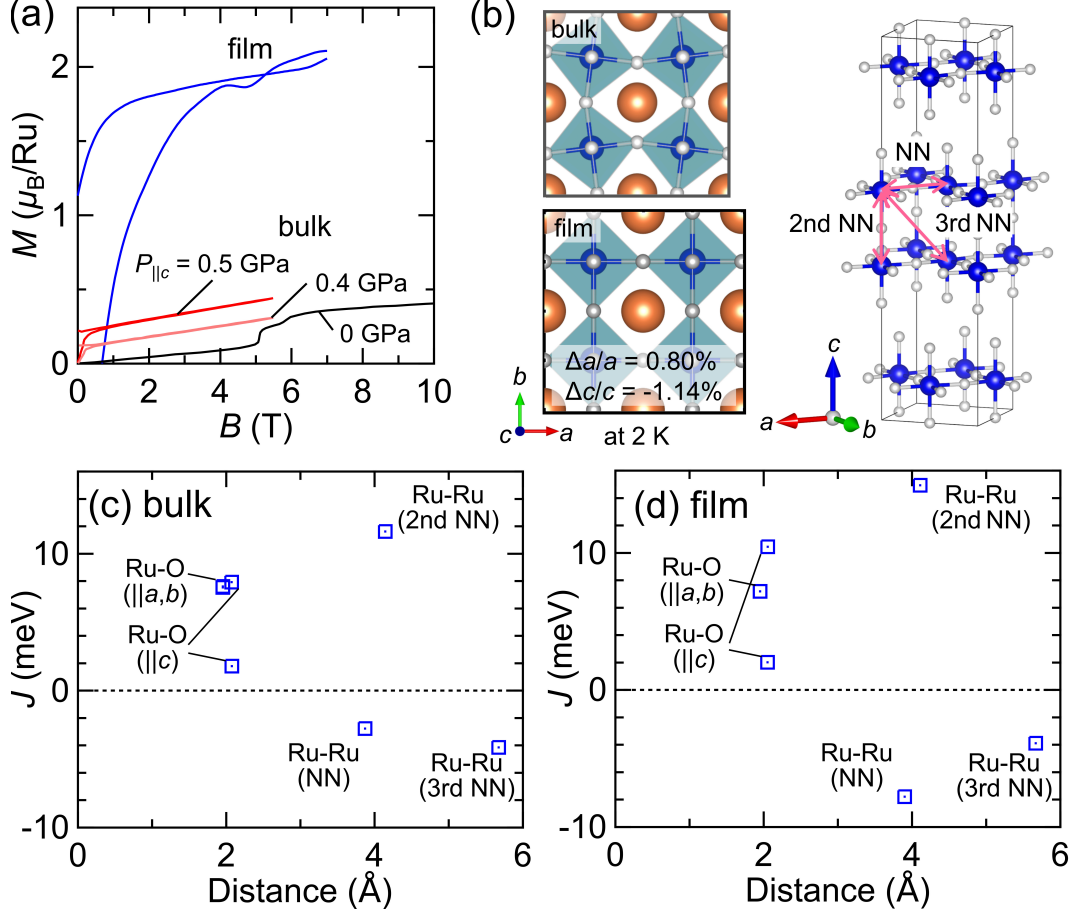 (a)
film
bulk
P||c = 0.5 GPa
0.4 GPa
0 GPa
M (μB/Ru)
2
1
0
0 2 4 6 8 10
B (T)
(b)
bulk
film
Δa/a = 0.80%
Δc/c = -1.14%
b
c
a
at 2 K
NN
2nd NN
3rd NN
c
a
b
(c) bulk
Ru-Ru
(2nd NN)
Ru-O
(||a,b)
Ru-O
(||c)
Ru-Ru
(NN)
Ru-Ru
(3rd NN)
J (meV)
10
0
-10
0 2 4 6
Distance (Å)
(d) film
Ru-Ru
(2nd NN)
Ru-O
(||a,b)
Ru-O
(||c)
Ru-Ru
(NN)
Ru-Ru
(3rd NN)
J (meV)
10
0
-10
0 2 4 6
Distance (Å)